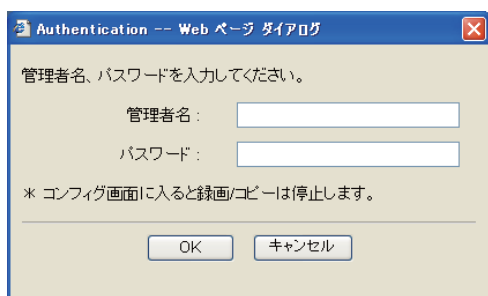 Authentication -- Web ページ ダイアログ
管理者名、パスワードを入力してください。
管理者名 :
パスワード :
* コンフィグ画面に入ると録画/コピーは停止します。
OK キャンセル